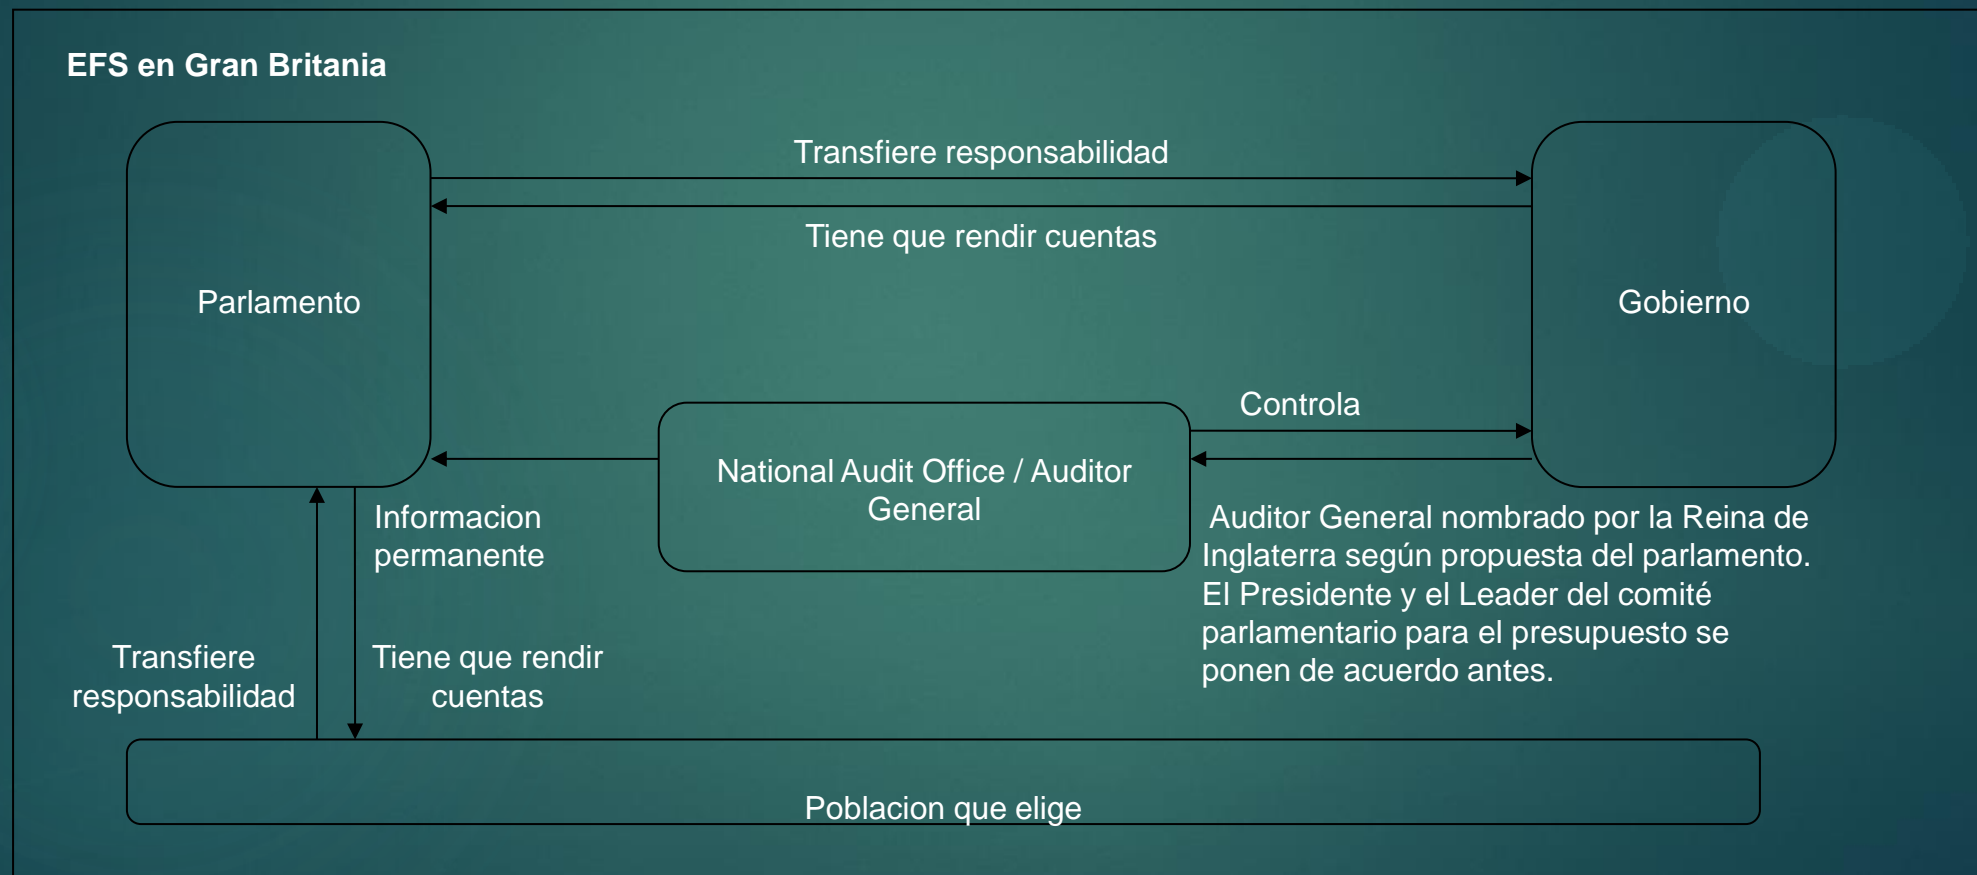 EFS en Gran Britania
Transfiere responsabilidad
Tiene que rendir cuentas
Parlamento
Gobierno
Controla
National Audit Office / Auditor
General
Informacion
permanente
Auditor General nombrado por la Reina de
Inglaterra según propuesta del parlamento.
El Presidente y el Leader del comité
parlamentario para el presupuesto se
ponen de acuerdo antes.
Transfiere
responsabilidad
Tiene que rendir
cuentas
Poblacion que elige